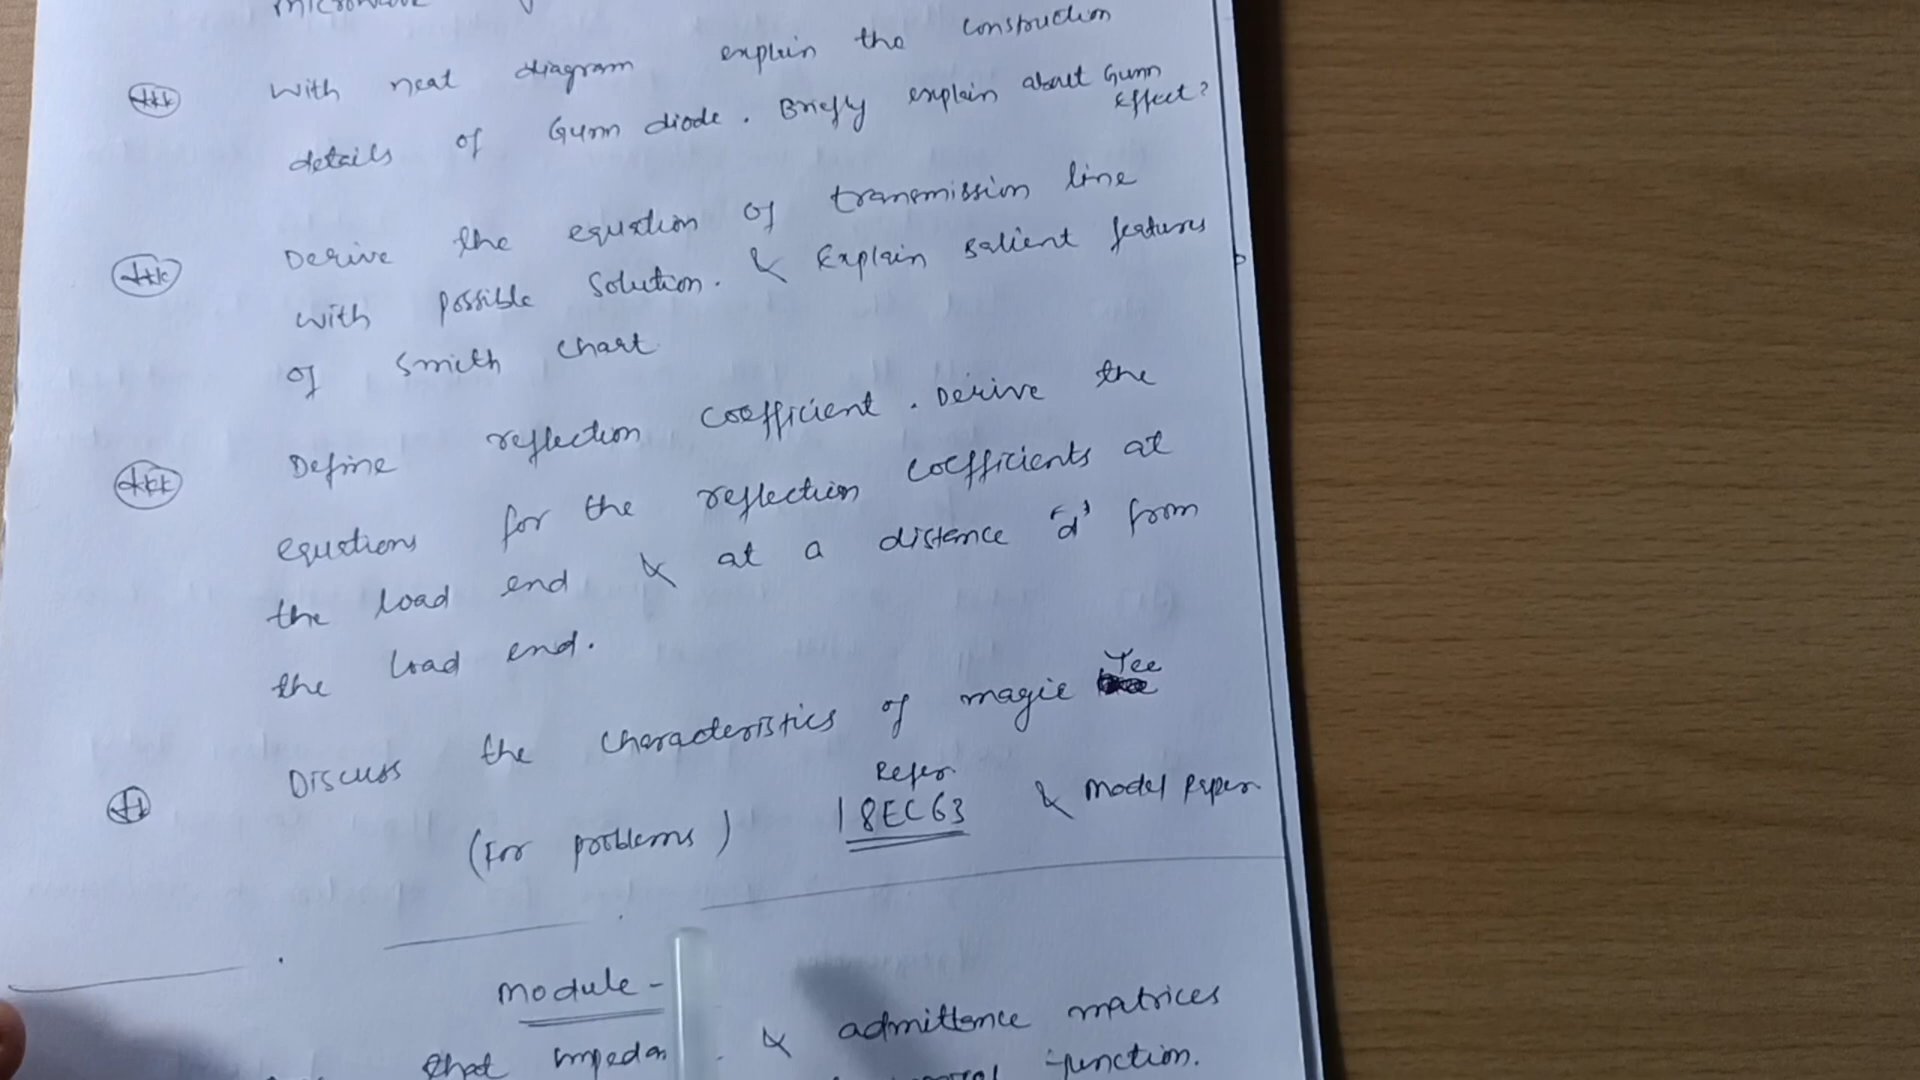 With neat diagram explain the construction
details of Gunn diode. Briefly explain about Gunn
Effect?
Derive the equation of transmission line
with possible solution. & Explain salient features
of smith chart
Define reflection coefficient. Derive the
equations for the reflection coefficients at
the load end & at a distance 'd' from
the load end.
Discuss the characteristics of magic Tee
(For problems) Refer 18EC63 & model paper
module -
that & admittance matrices
junction.